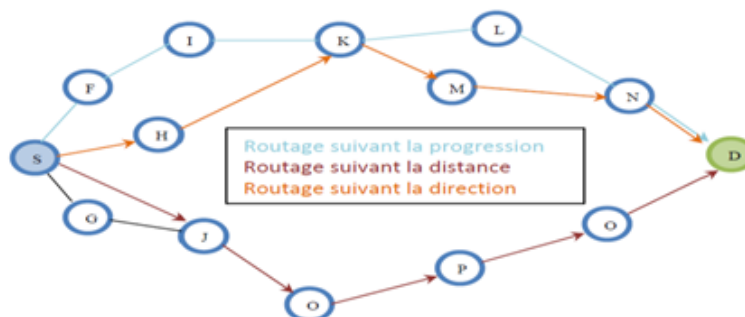 I
K
L
F
M
N
H
Routage suivant la progression
Routage suivant la distance
Routage suivant la direction
S
D
G
J
O
P
O